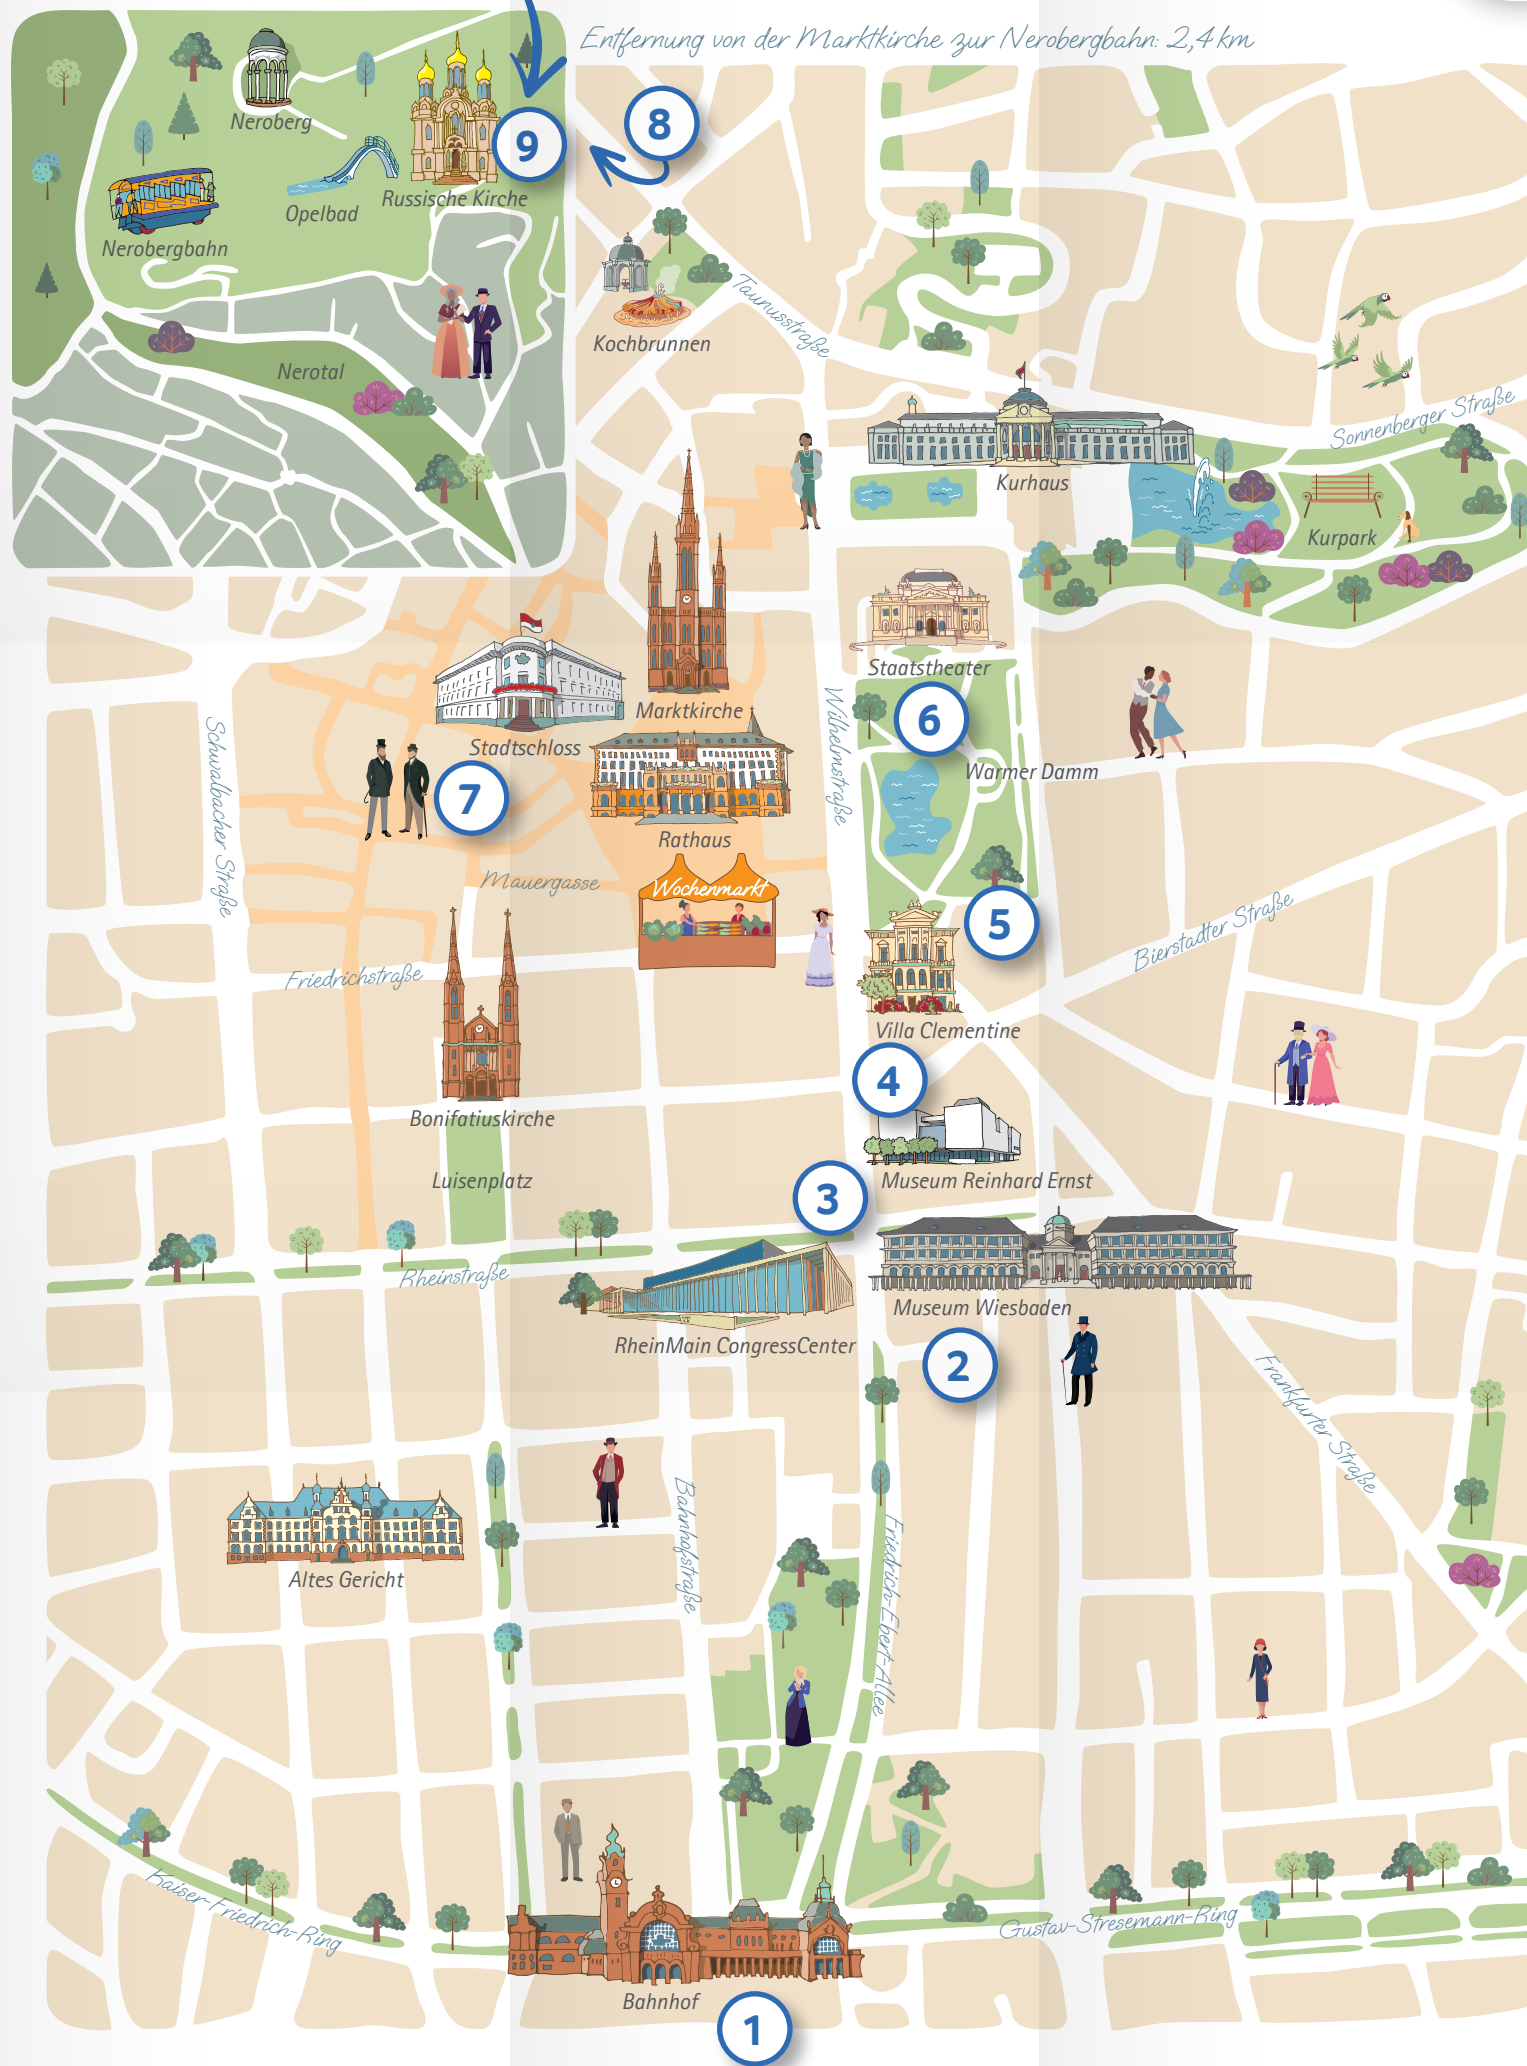 Entfernung von der Marktkirche zur Nerobergbahn: 2,4 km
8
9
Neroberg
Opelbad
Russische Kirche
Nerobergbahn
Nerotal
Kochbrunnen
Taunusstraße
Sonnenberger Straße
Kurhaus
Kurpark
Staatstheater
6
Warmer Damm
Wilhelmstraße
Marktkirche
Stadtschloss
7
Rathaus
Schwalbacher Straße
Mauergasse
Wochenmarkt
5
Bierstadter Straße
Friedrichstraße
Villa Clementine
4
Bonifatiuskirche
Luisenplatz
Museum Reinhard Ernst
3
Rheinstraße
Museum Wiesbaden
RheinMain CongressCenter
2
Frankfurter Straße
Bahnhofstraße
Friedrich-Ebert-Allee
Altes Gericht
Kaiser-Friedrich-Ring
Gustav-Stresemann-Ring
Bahnhof
1